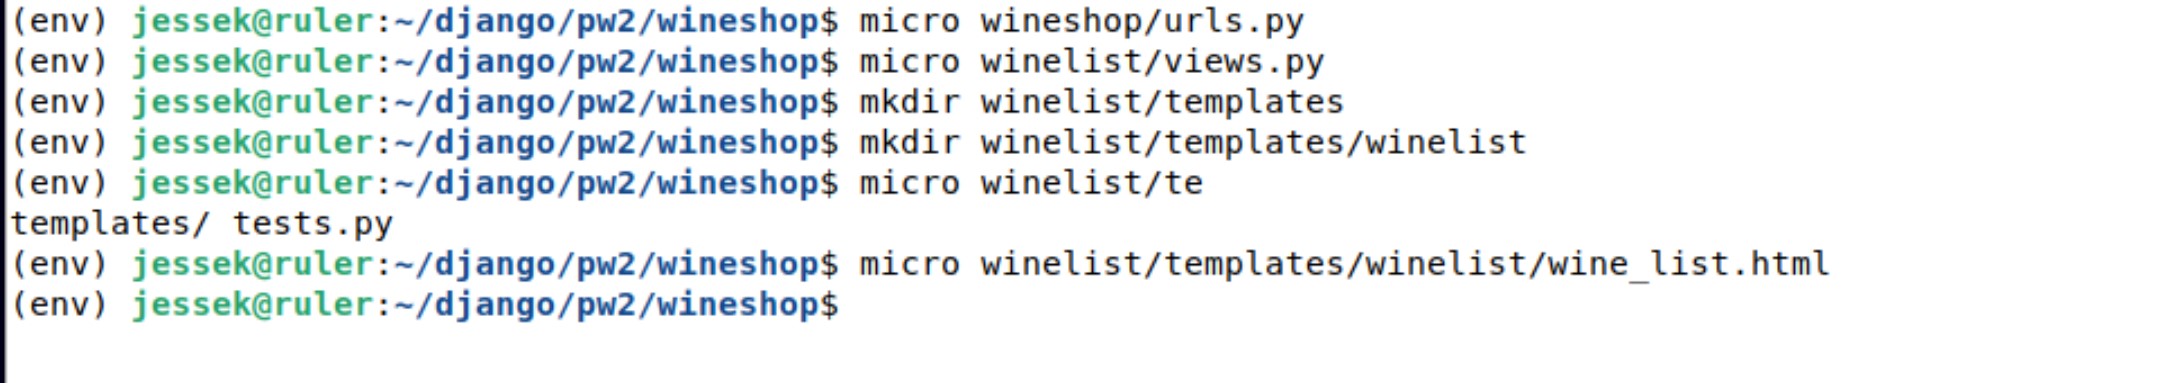 (env) jessek@ruler:~/django/pw2/wineshop$ micro wineshop/urls.py
(env) jessek@ruler:~/django/pw2/wineshop$ micro winelist/views.py
(env) jessek@ruler:~/django/pw2/wineshop$ mkdir winelist/templates
(env) jessek@ruler:~/django/pw2/wineshop$ mkdir winelist/templates/winelist
(env) jessek@ruler:~/django/pw2/wineshop$ micro winelist/te
templates/ tests.py
(env) jessek@ruler:~/django/pw2/wineshop$ micro winelist/templates/winelist/wine_list.html
(env) jessek@ruler:~/django/pw2/wineshop$